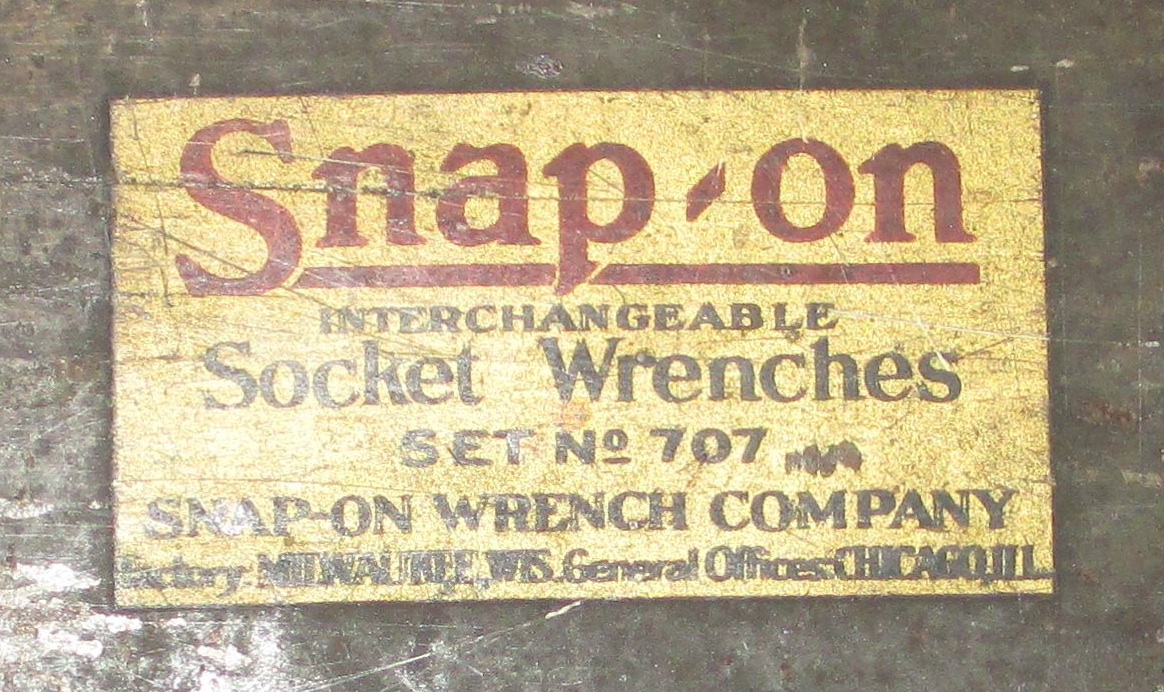 Snap-on
INTERCHANGEABLE
Socket Wrenches
SET Nº 707
SNAP-ON WRENCH COMPANY
Factory: MILWAUKEE, WIS. General Offices: CHICAGO, ILL.